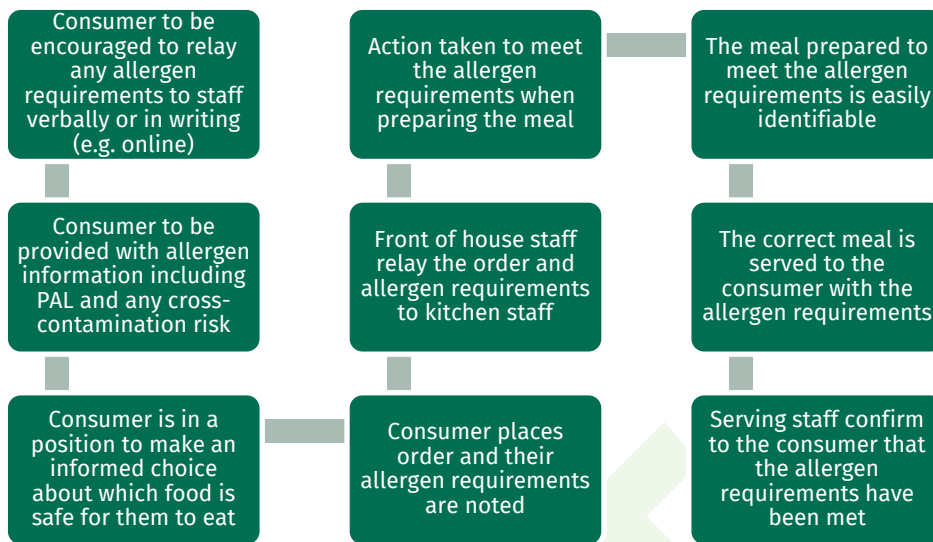 Consumer to be
encouraged to relay
any allergen
requirements to staff
verbally or in writing
(e.g. online)
Consumer to be
provided with allergen
information including
PAL and any cross-
contamination risk
Consumer is in a
position to make an
informed choice
about which food is
safe for them to eat
Consumer places
order and their
allergen requirements
are noted
Front of house staff
relay the order and
allergen requirements
to kitchen staff
Action taken to meet
the allergen
requirements when
preparing the meal
The meal prepared to
meet the allergen
requirements is easily
identifiable
The correct meal is
served to the
consumer with the
allergen requirements
Serving staff confirm
to the consumer that
the allergen
requirements have
been met